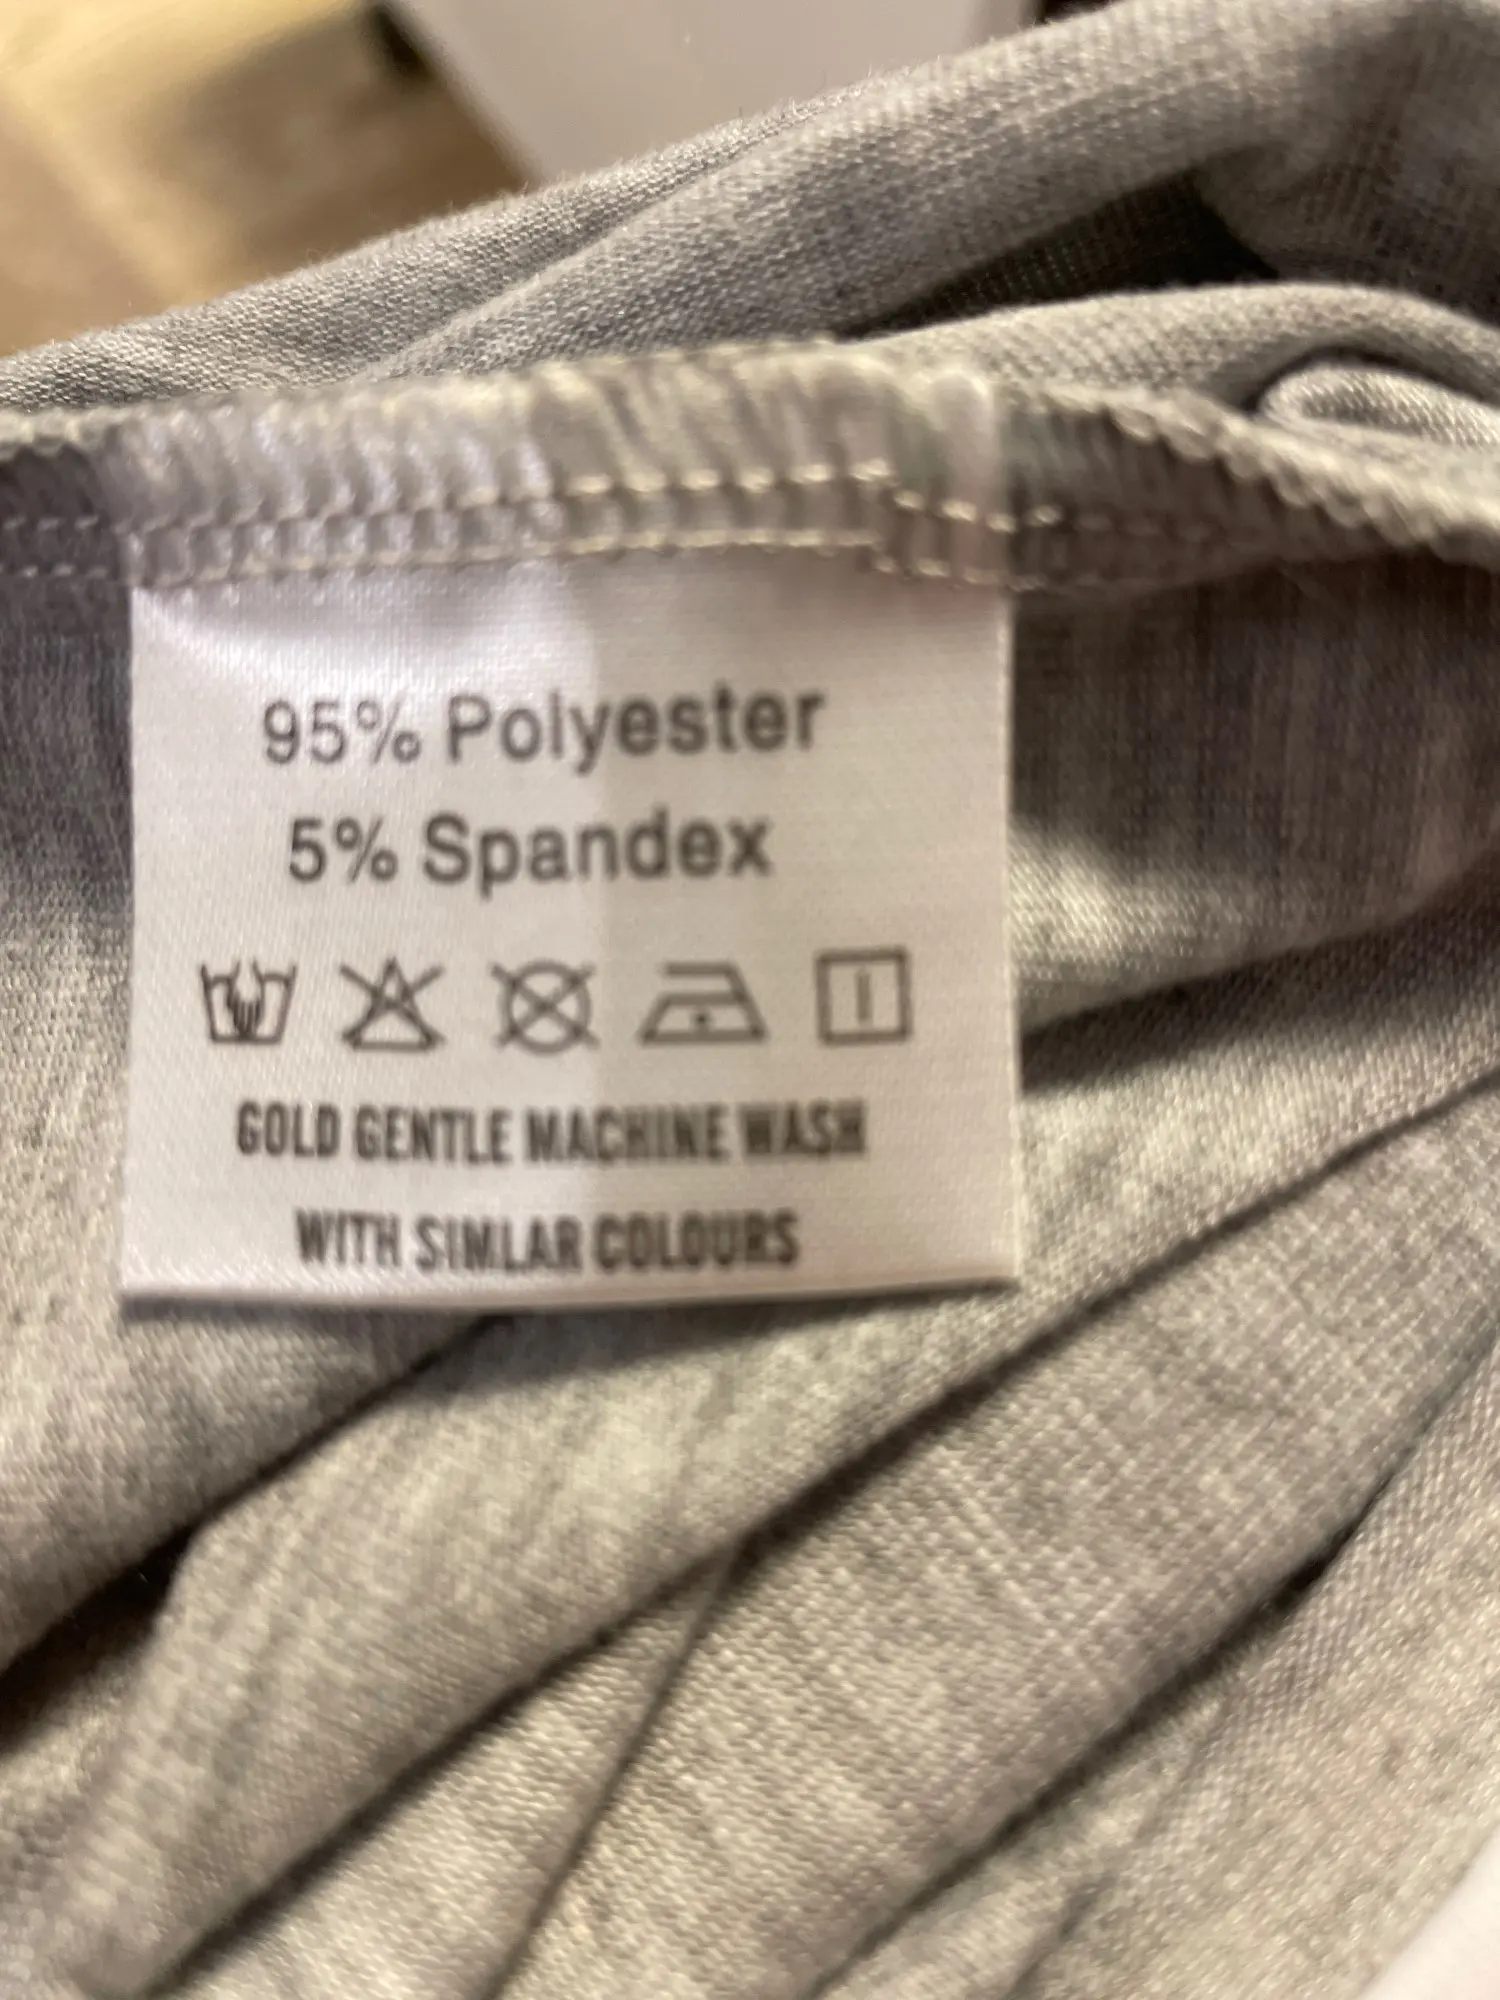 95% Polyester
5% Spandex
GOLD GENTLE MACHINE WASH
WITH SIMLAR COLOURS